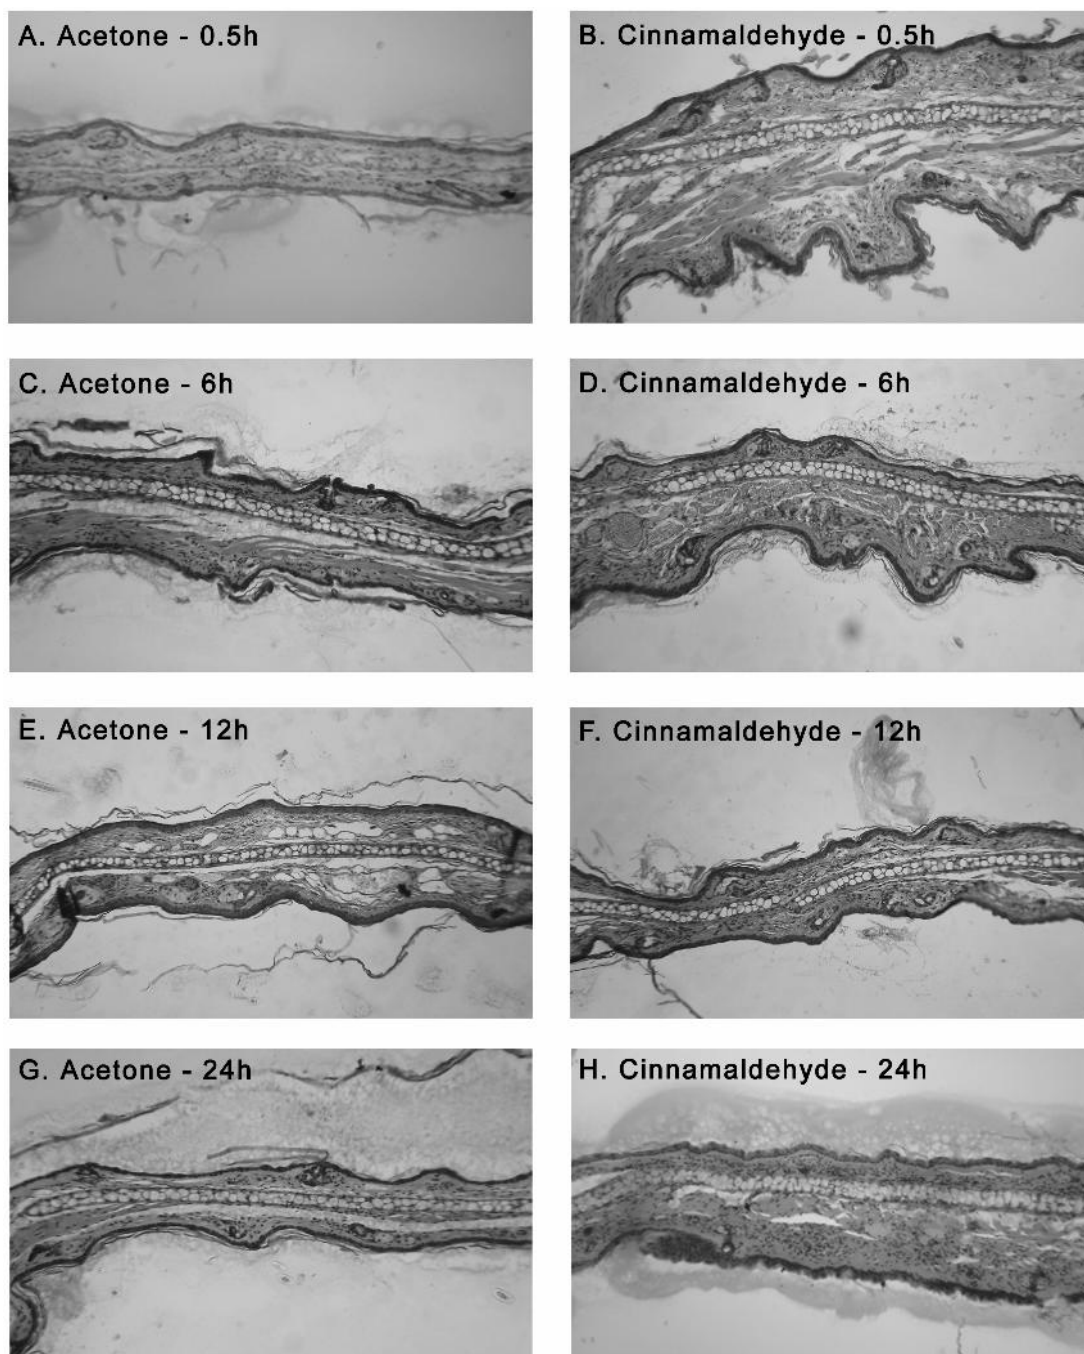 A. Acetone - 0.5h
B. Cinnamaldehyde - 0.5h
C. Acetone - 6h
D. Cinnamaldehyde - 6h
E. Acetone - 12h
F. Cinnamaldehyde - 12h
G. Acetone - 24h
H. Cinnamaldehyde - 24h